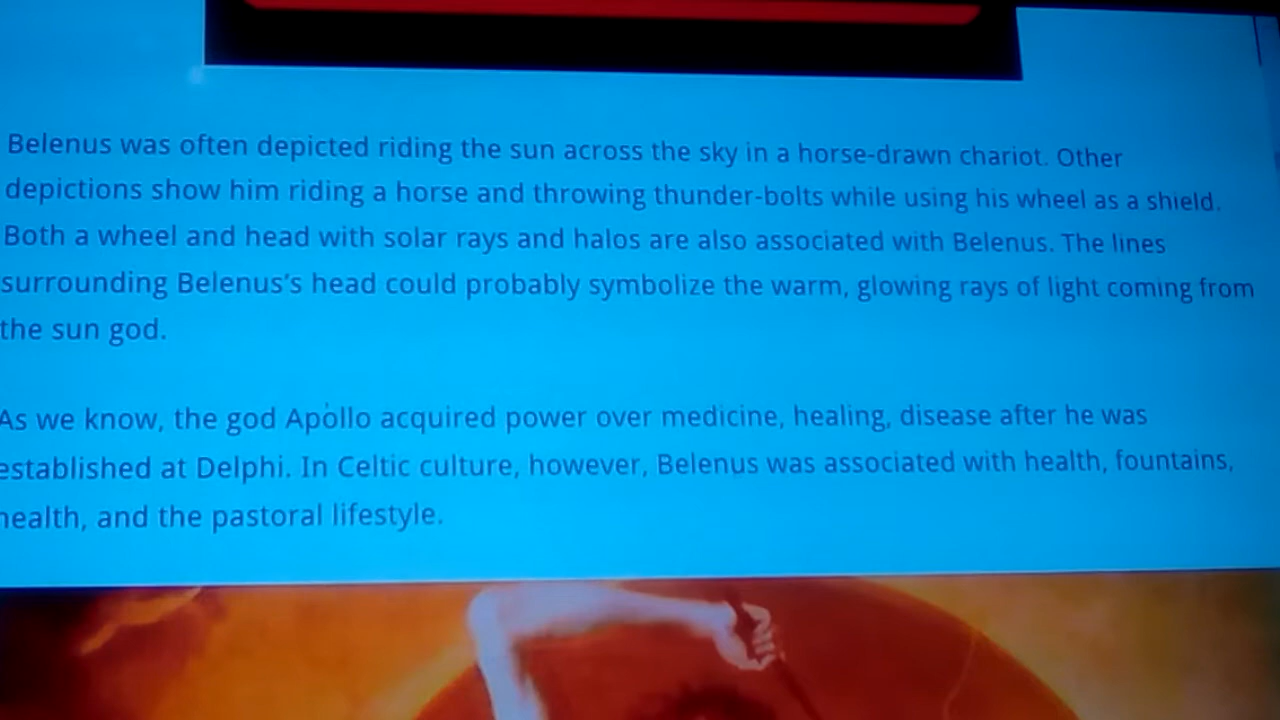 Belenus was often depicted riding the sun across the sky in a horse-drawn chariot. Other
depictions show him riding a horse and throwing thunder-bolts while using his wheel as a shield.
Both a wheel and head with solar rays and halos are also associated with Belenus. The lines
surrounding Belenus's head could probably symbolize the warm, glowing rays of light coming from
the sun god.
As we know, the god Apollo acquired power over medicine, healing, disease after he was
established at Delphi. In Celtic culture, however, Belenus was associated with health, fountains,
health, and the pastoral lifestyle.